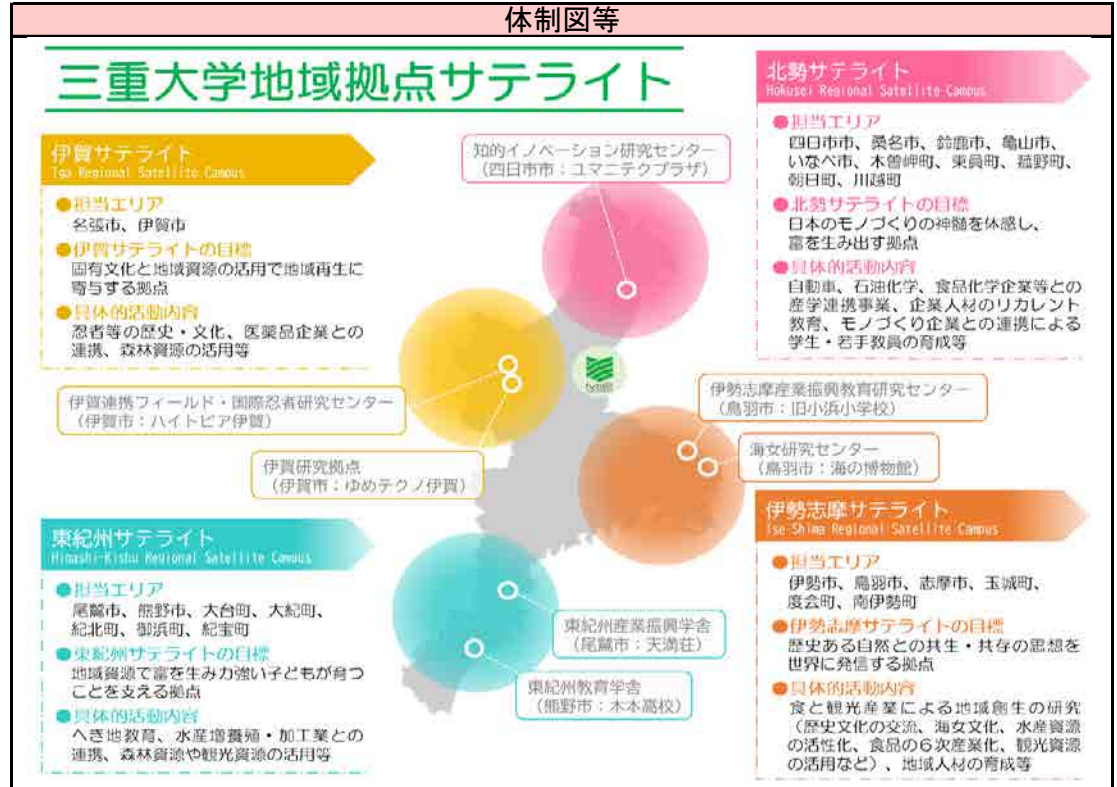 体制図等
三重大学地域拠点サテライト
伊賀サテライト
Iga Regional Satellite Campus
●担当エリア
名張市、伊賀市
●伊賀サテライトの目標
固有文化と地域資源の活用で地域再生に
寄与する拠点
●具体的活動内容
忍者等の歴史・文化、医薬品企業との
連携、森林資源の活用等
知的イノベーション研究センター
(四日市市：ユマニテクプラザ)
北勢サテライト
Hokusei Regional Satellite Campus
●担当エリア
四日市市、桑名市、鈴鹿市、亀山市、
いなべ市、木曽岬町、東員町、菰野町、
朝日町、川越町
●北勢サテライトの目標
日本のモノづくりの神髄を体感し、
富を生み出す拠点
●具体的活動内容
自動車、石油化学、食品化学企業等との
産学連携事業、企業人材のリカレント
教育、モノづくり企業との連携による
学生・若手教員の育成等
伊賀連携フィールド・国際忍者研究センター
(伊賀市：ハイトピア伊賀)
伊賀研究拠点
(伊賀市：ゆめテクノ伊賀)
伊勢志摩産業振興教育研究センター
(鳥羽市：旧小浜小学校)
海女研究センター
(鳥羽市：海の博物館)
東紀州サテライト
Higashi-Kishu Regional Satellite Campus
●担当エリア
尾鷲市、熊野市、大台町、大紀町、
紀北町、御浜町、紀宝町
●東紀州サテライトの目標
地域資源で富を生み力強い子どもが育つ
ことを支える拠点
●具体的活動内容
へき地教育、水産増養殖・加工業との
連携、森林資源や観光資源の活用等
東紀州産業振興学舎
(尾鷲市：天満荘)
東紀州教育学舎
(熊野市：木本高校)
伊勢志摩サテライト
Ise-Shima Regional Satellite Campus
●担当エリア
伊勢市、鳥羽市、志摩市、玉城町、
度会町、南伊勢町
●伊勢志摩サテライトの目標
歴史ある自然との共生・共存の思想を
世界に発信する拠点
●具体的活動内容
食と観光産業による地域創生の研究
(歴史文化の交流、海女文化、水産資源
の活性化、食品の６次産業化、観光資源
の活用など)、地域人材の育成等